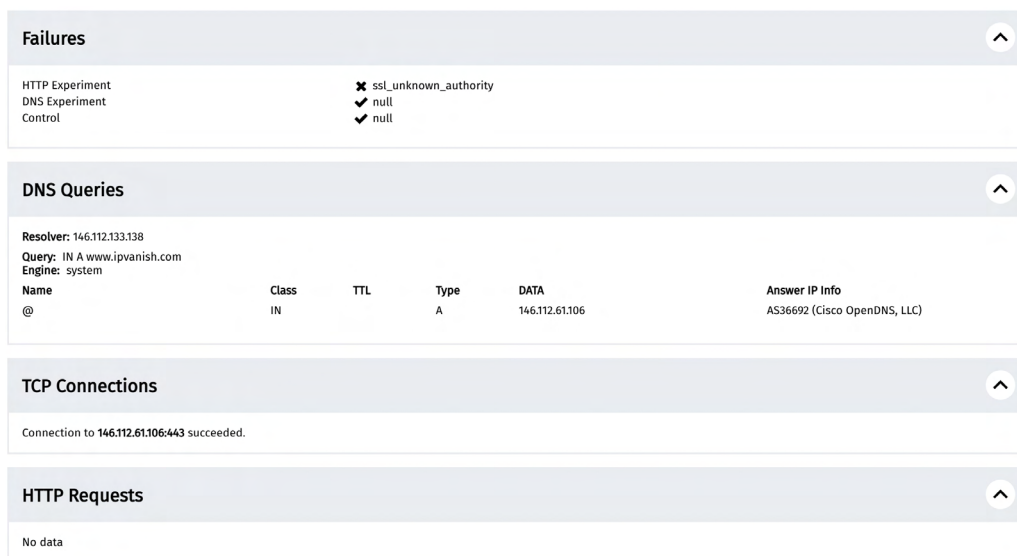 Failures
HTTP Experiment ssl_unknown_authority
DNS Experiment null
Control null
DNS Queries
Resolver: 146.112.133.138
Query: IN A www.ipvanish.com
Engine: system
Name Class TTL Type DATA Answer IP Info
@ IN A 146.112.61.106 AS36692 (Cisco OpenDNS, LLC)
TCP Connections
Connection to 146.112.61.106:443 succeeded.
HTTP Requests
No data